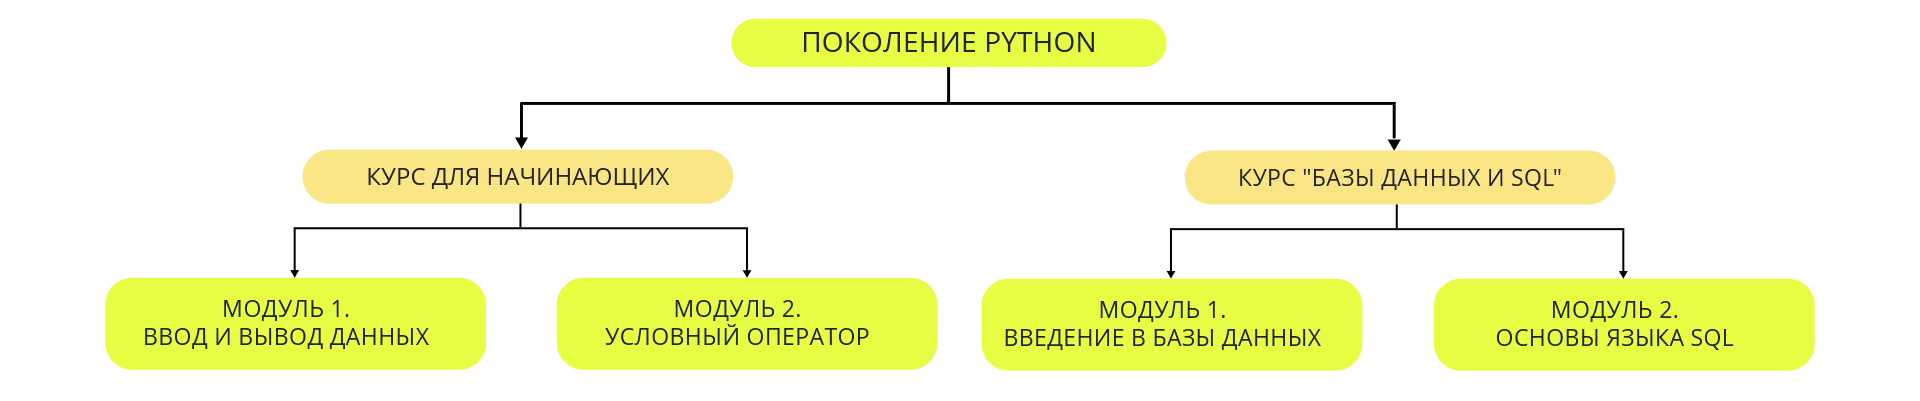 ПОКОЛЕНИЕ PYTHON
КУРС ДЛЯ НАЧИНАЮЩИХ
КУРС "БАЗЫ ДАННЫХ И SQL"
МОДУЛЬ 1.
ВВОД И ВЫВОД ДАННЫХ
МОДУЛЬ 2.
УСЛОВНЫЙ ОПЕРАТОР
МОДУЛЬ 1.
ВВЕДЕНИЕ В БАЗЫ ДАННЫХ
МОДУЛЬ 2.
ОСНОВЫ ЯЗЫКА SQL